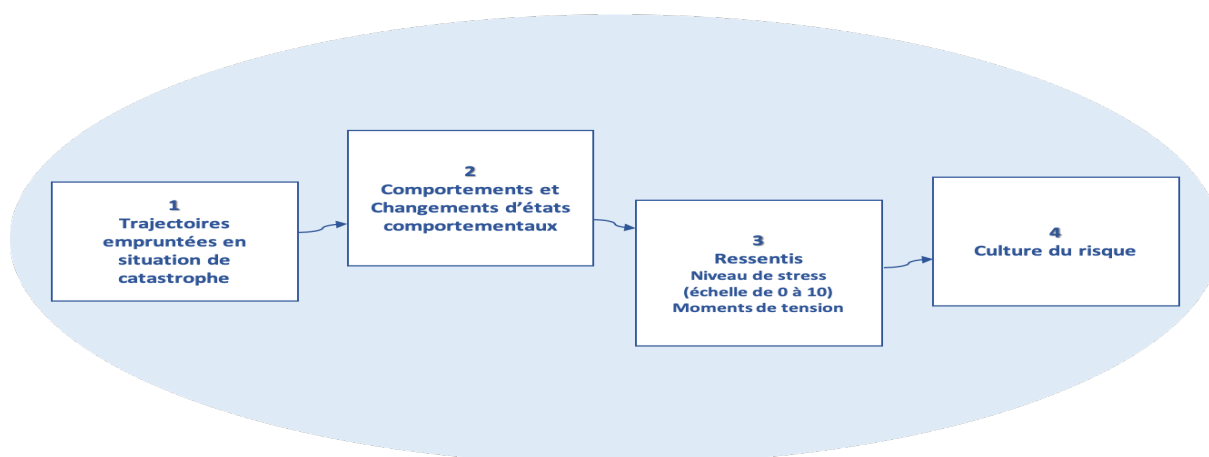 1
Trajectoires
empruntées en
situation de
catastrophe
2
Comportements et
Changements d'états
comportementaux
3
Ressentis
Niveau de stress
(échelle de 0 à 10)
Moments de tension
4
Culture du risque